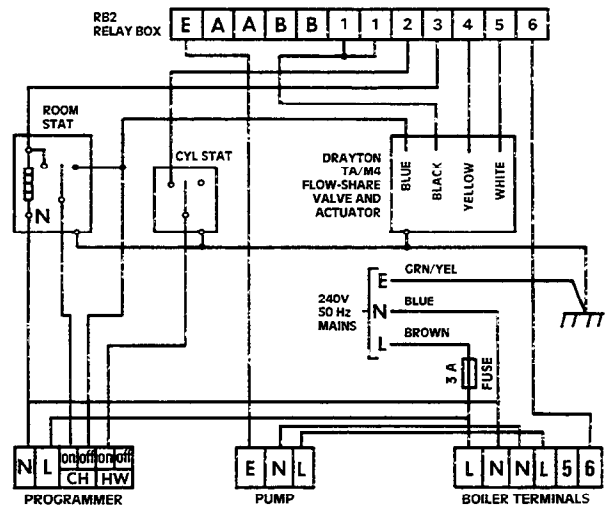 RB2
RELAY BOX
E A A B B 1 1 2 3 4 5 6
ROOM
STAT
CYL STAT
N
DRAYTON
TA/M4
FLOW-SHARE
VALVE AND
ACTUATOR
BLUE
BLACK
YELLOW
WHITE
240V
50 Hz
MAINS
E
GRN/YEL
N
BLUE
L
BROWN
3 A
FUSE
N L on off on off
CH HW
PROGRAMMER
E N L
PUMP
L N N L 5 6
BOILER TERMINALS